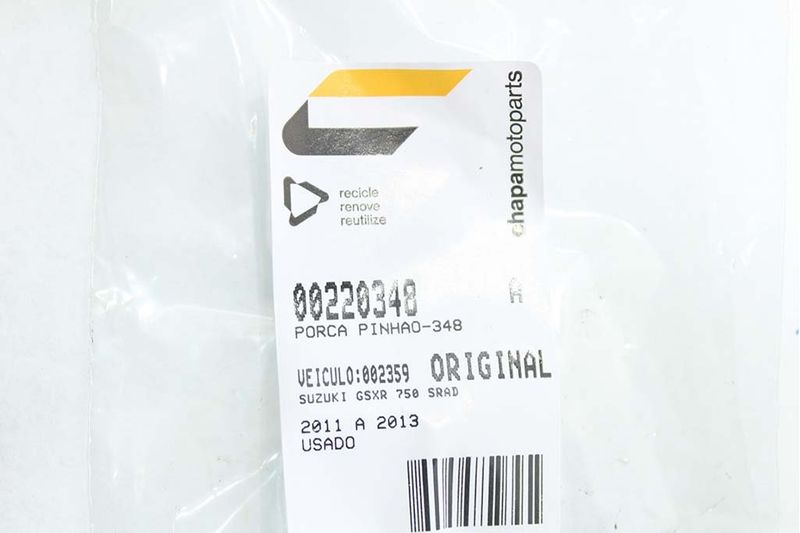 chapamotoparts
recicle
renove
reutilize
00220348 A
PORCA PINHAO-348
VEICULO:002359 ORIGINAL
SUZUKI GSXR 750 SRAD
2011 A 2013
USADO